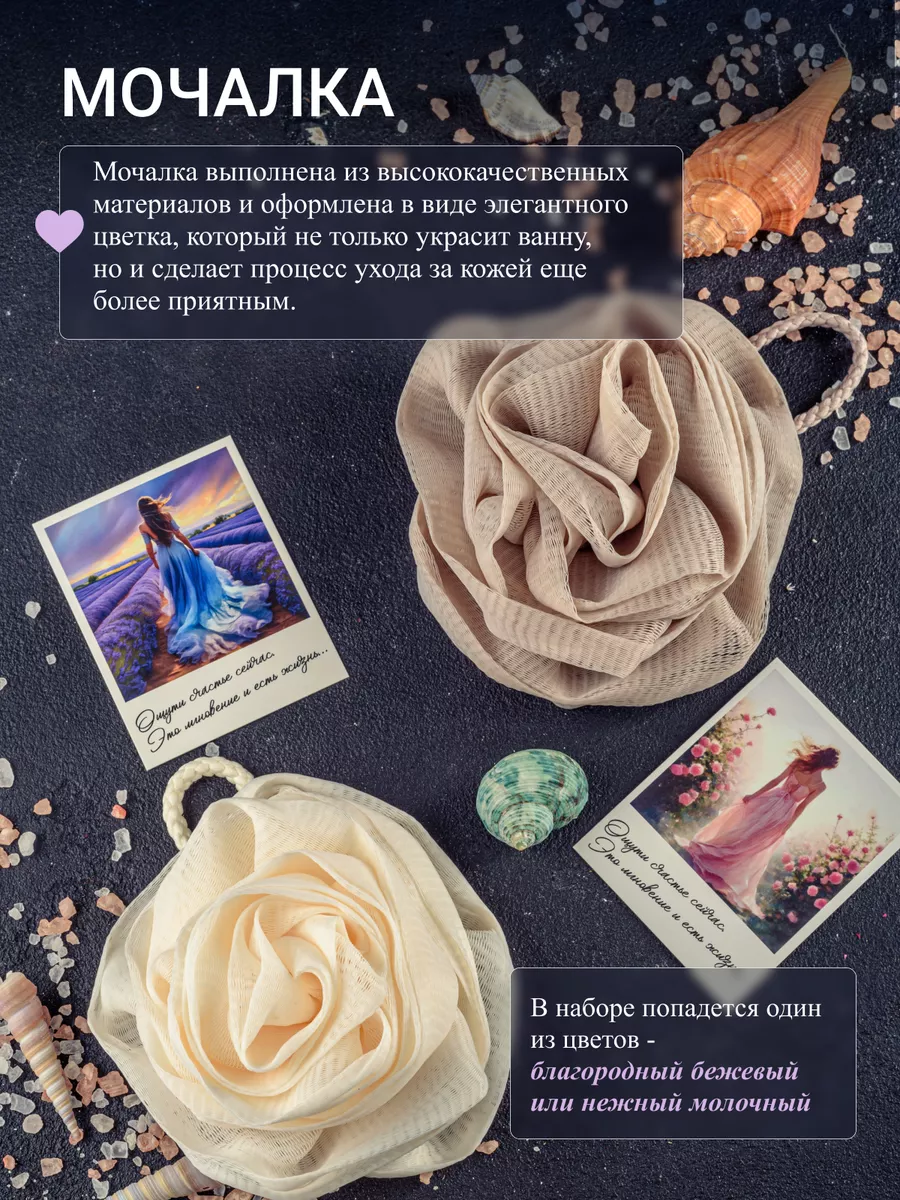 МОЧАЛКА
Мочалка выполнена из высококачественных
материалов и оформлена в виде элегантного
цветка, который не только украсит ванну,
но и сделает процесс ухода за кожей еще
более приятным.
Ощути счастье сейчас.
Это мгновение и есть жизнь...
Ощути счастье сейчас.
Это мгновение и есть
В наборе попадется один
из цветов -
благородный бежевый
или нежный молочный